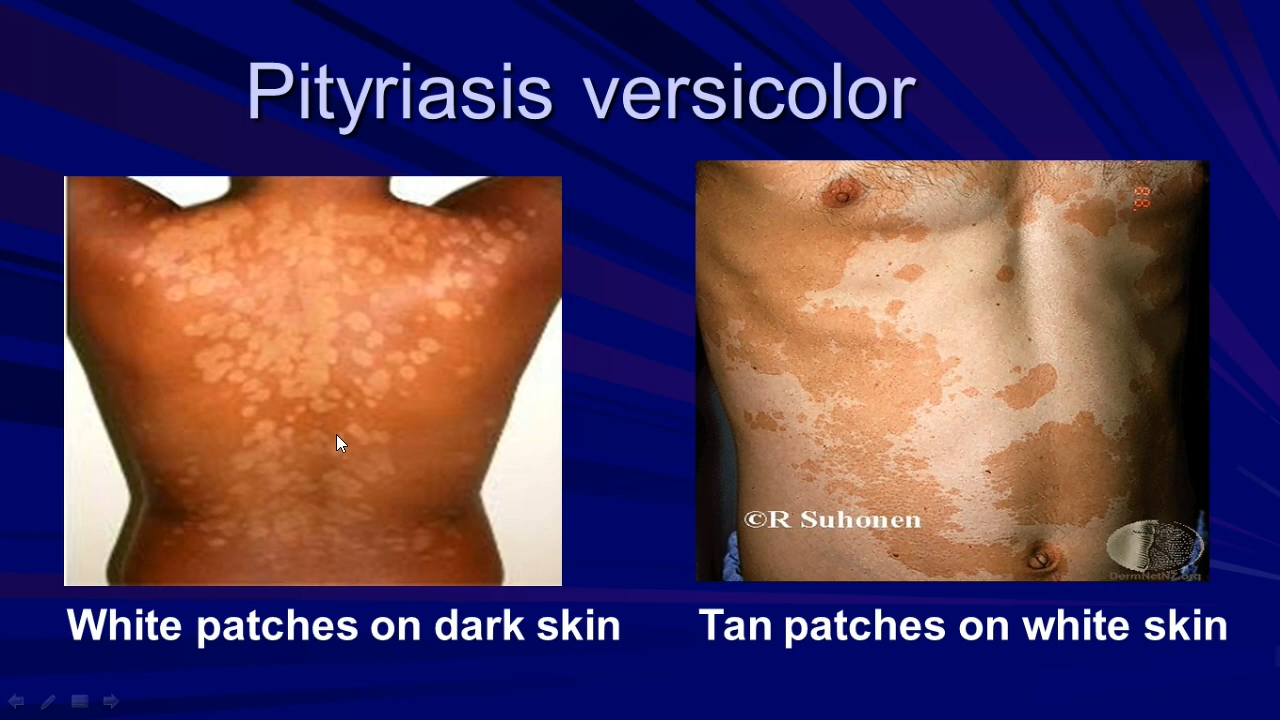 Pityriasis versicolor
©R Suhonen
DermNetNZ.org
White patches on dark skin
Tan patches on white skin